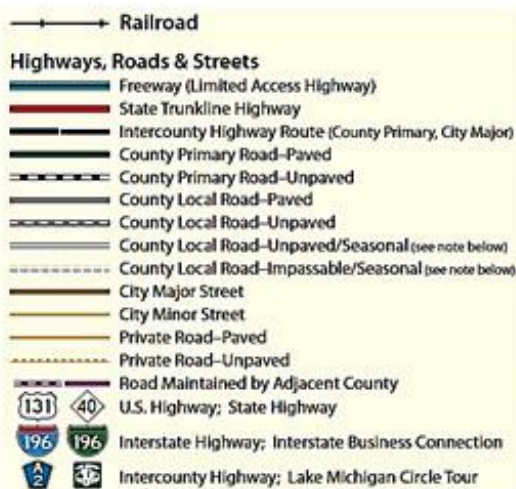 Railroad
Highways, Roads & Streets
Freeway (Limited Access Highway)
State Trunkline Highway
Intercounty Highway Route (County Primary, City Major)
County Primary Road–Paved
County Primary Road–Unpaved
County Local Road–Paved
County Local Road–Unpaved
County Local Road–Unpaved/Seasonal (see note below)
County Local Road–Impassable/Seasonal (see note below)
City Major Street
City Minor Street
Private Road–Paved
Private Road–Unpaved
Road Maintained by Adjacent County
131 40 U.S. Highway; State Highway
196 196 Interstate Highway; Interstate Business Connection
A 2 Intercounty Highway; Lake Michigan Circle Tour